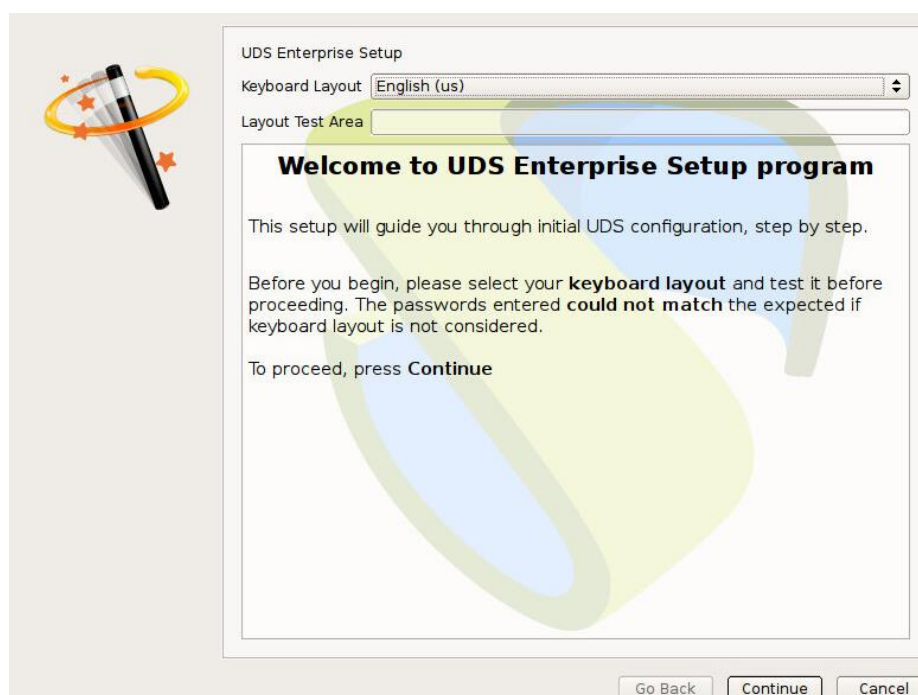 UDS Enterprise Setup
Keyboard Layout English (us)
Layout Test Area
Welcome to UDS Enterprise Setup program
This setup will guide you through initial UDS configuration, step by step.
Before you begin, please select your keyboard layout and test it before
proceeding. The passwords entered could not match the expected if
keyboard layout is not considered.
To proceed, press Continue
Go Back Continue Cancel